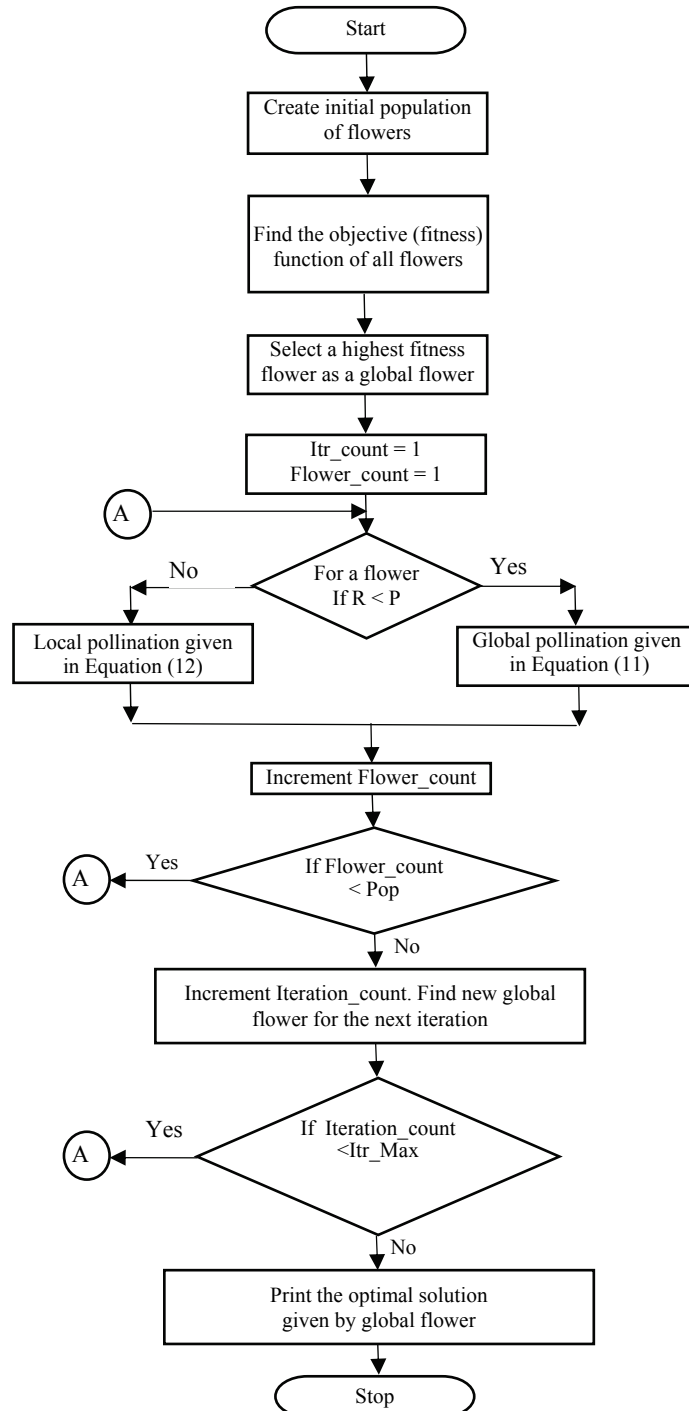 Start
Create initial population
of flowers
Find the objective (fitness)
function of all flowers
Select a highest fitness
flower as a global flower
Itr_count = 1
Flower_count = 1
A
No
For a flower
If R < P
Yes
Local pollination given
in Equation (12)
Global pollination given
in Equation (11)
Increment Flower_count
A
Yes
If Flower_count
< Pop
No
Increment Iteration_count. Find new global
flower for the next iteration
A
Yes
If Iteration_count
<Itr_Max
No
Print the optimal solution
given by global flower
Stop